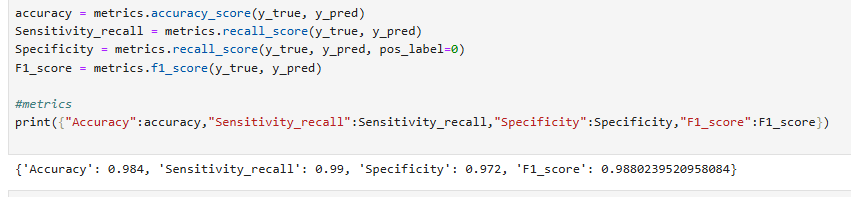 accuracy = metrics.accuracy_score(y_true, y_pred)
Sensitivity_recall = metrics.recall_score(y_true, y_pred)
Specificity = metrics.recall_score(y_true, y_pred, pos_label=0)
F1_score = metrics.f1_score(y_true, y_pred)
#metrics
print({"Accuracy":accuracy,"Sensitivity_recall":Sensitivity_recall,"Specificity":Specificity,"F1_score":F1_score})
{'Accuracy': 0.984, 'Sensitivity_recall': 0.99, 'Specificity': 0.972, 'F1_score': 0.9880239520958084}